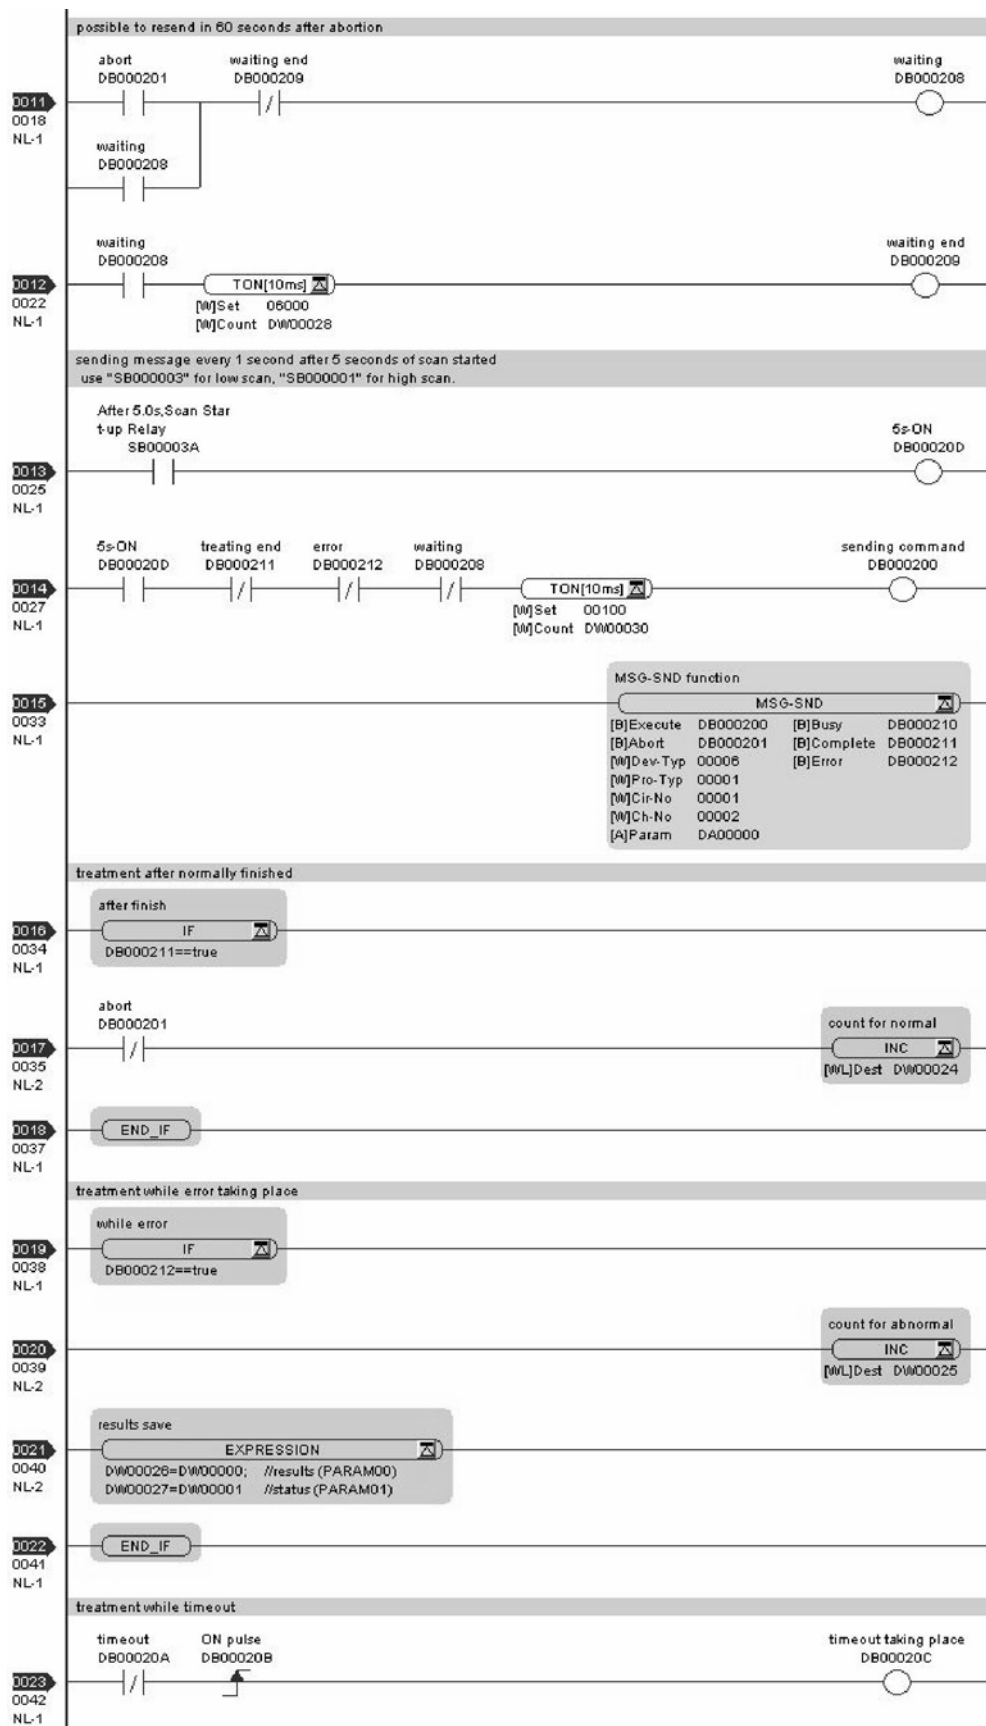 possible to resend in 60 seconds after abortion
abort
DB000201
waiting end
DB000209
waiting
DB000208
0011
0018
NL-1
waiting
DB000208
waiting
DB000208
waiting end
DB000209
0012
0022
NL-1
TON[10ms]
[W]Set 06000
[W]Count DW00028
sending message every 1 second after 5 seconds of scan started
use "SB000003" for low scan, "SB000001" for high scan.
After 5.0s,Scan Star
t-up Relay
SB00003A
5s-ON
DB00020D
0013
0025
NL-1
5s-ON
DB00020D
treating end
DB000211
error
DB000212
waiting
DB000208
sending command
DB000200
0014
0027
NL-1
TON[10ms]
[W]Set 00100
[W]Count DW00030
MSG-SND function
0015
0033
NL-1
MSG-SND
[B]Execute DB000200 [B]Busy DB000210
[B]Abort DB000201 [B]Complete DB000211
[W]Dev-Typ 00006 [B]Error DB000212
[W]Pro-Typ 00001
[W]Cir-No 00001
[W]Ch-No 00002
[A]Param DA00000
treatment after normally finished
after finish
0016
0034
NL-1
IF
DB000211==true
abort
DB000201
count for normal
0017
0035
NL-2
INC
[WL]Dest DW00024
0018
0037
NL-1
END_IF
treatment while error taking place
while error
0019
0038
NL-1
IF
DB000212==true
count for abnormal
0020
0039
NL-2
INC
[WL]Dest DW00025
results save
0021
0040
NL-2
EXPRESSION
DW00026=DW00000; //results (PARAM00)
DW00027=DW00001 //status (PARAM01)
0022
0041
NL-1
END_IF
treatment while timeout
timeout
DB00020A
ON pulse
DB00020B
timeout taking place
DB00020C
0023
0042
NL-1